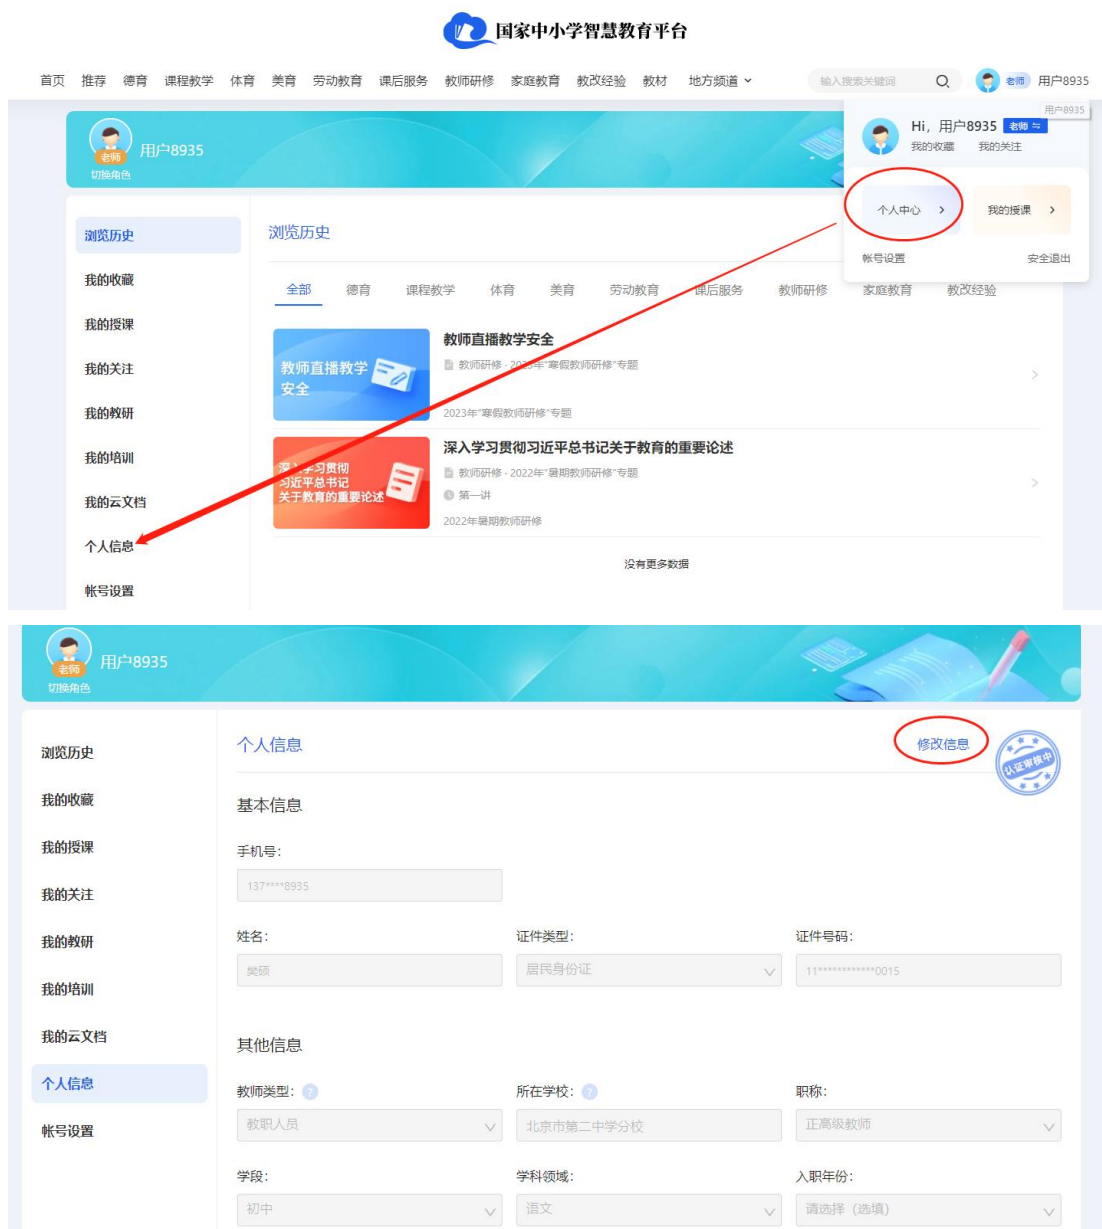 国家中小学智慧教育平台
首页 推荐 德育 课程教学 体育 美育 劳动教育 课后服务 教师研修 家庭教育 教改经验 教材 地方频道 输入搜索关键词 老师 用户8935
用户8935
Hi, 用户8935 老师
我的收藏 我的关注
老师 用户8935
切换角色
个人中心 > 我的授课 >
帐号设置 安全退出
浏览历史
我的收藏
我的授课
我的关注
我的教研
我的培训
我的云文档
个人信息
帐号设置
浏览历史
全部 德育 课程教学 体育 美育 劳动教育 课后服务 教师研修 家庭教育 教改经验
教师直播教学
安全
教师直播教学安全
教师研修 - 2023年"寒假教师研修"专题
2023年"寒假教师研修"专题
深入学习贯彻
习近平总书记
关于教育的重要论述
深入学习贯彻习近平总书记关于教育的重要论述
教师研修 - 2022年"暑期教师研修"专题
第一讲
2022年暑期教师研修
没有更多数据
老师 用户8935
切换角色
浏览历史
我的收藏
我的授课
我的关注
我的教研
我的培训
我的云文档
个人信息
帐号设置
个人信息 修改信息
认证审核中
基本信息
手机号:
137****8935
姓名: 证件类型: 证件号码:
樊硕 居民身份证 11************0015
其他信息
教师类型: ? 所在学校: ? 职称:
教职人员 北京市第二中学分校 正高级教师
学段: 学科领域: 入职年份:
初中 语文 请选择 (选填)